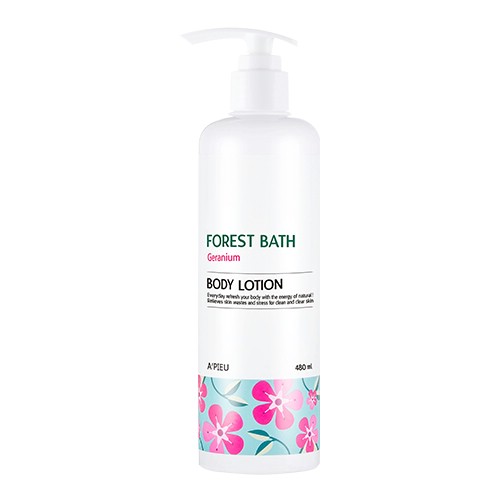 FOREST BATH
Geranium
BODY LOTION
Everyday refresh your body with the energy of natural!
Relieves skin wastes and stress for clean and clear skin.
A'PIEU
480 ml